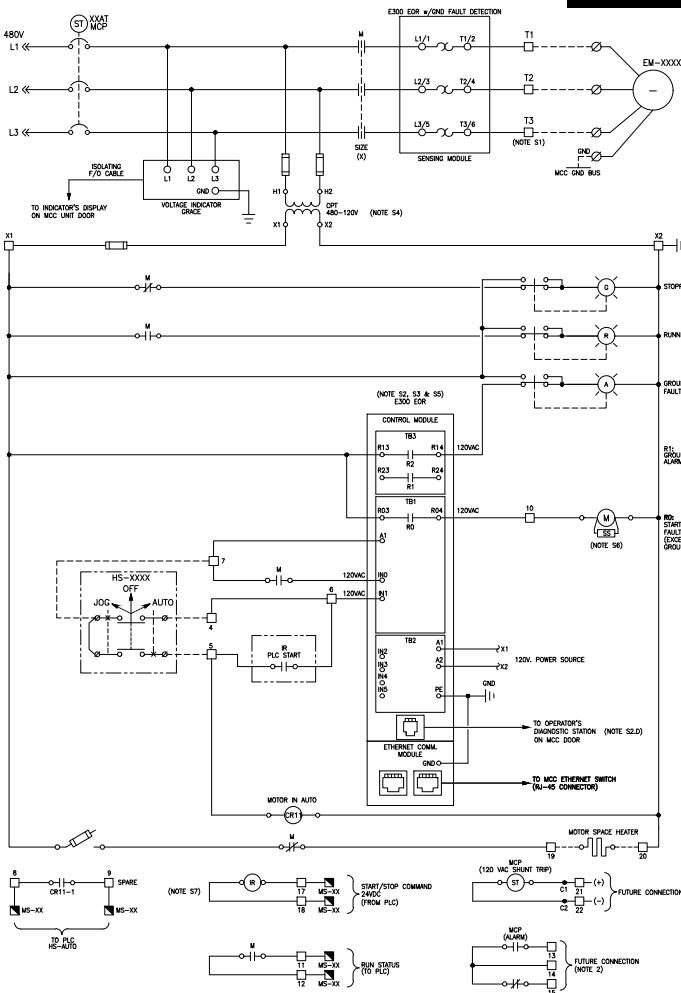 E300 EOR w/GND FAULT DETECTION
ST
XXAT
MCP
480V
L1
M
L1/1
T1/2
T1
EM-XXXX
L2
L2/3
T2/4
T2
L3
L3/5
T3/6
T3
(NOTE S1)
SIZE
(X)
SENSING MODULE
GND
MCC GND BUS
ISOLATING
F/O CABLE
L1
L2
L3
GND
TO INDICATOR'S DISPLAY
ON MCC UNIT DOOR
VOLTAGE INDICATOR
GRACE
H1
H2
CPT
480-120V
(NOTE S4)
X1
X2
X1
X2
M
G
M
R
A
(NOTE S2, S3 & S5)
E300 EOR
CONTROL MODULE
TB3
R13
R14
120VAC
R2
R23
R24
R1
R1:
TB1
R03
R04
120VAC
R0
10
M
SS
(NOTE S6)
R0:
START
FAULT
A1
7
M
120VAC
IN0
6
120VAC
IN1
HS-XXXX
OFF
JOG
AUTO
4
5
IR
PLC START
TB2
IN2
IN3
IN4
IN5
A1
X1
A2
X2
120V. POWER SOURCE
PE
GND
TO OPERATOR'S
DIAGNOSTIC STATION (NOTE S2.D)
ON MCC DOOR
ETHERNET COMM.
MODULE
GND
TO MCC ETHERNET SWITCH
(RJ-45 CONNECTOR)
MOTOR IN AUTO
CR11
M
MOTOR SPACE HEATER
19
20
8
9
SPARE
CR11-1
MS-XX
MS-XX
TO PLC
HS-AUTO
(NOTE S7)
IR
17
MS-XX
18
MS-XX
START/STOP COMMAND
24VDC
(FROM PLC)
M
11
MS-XX
12
MS-XX
RUN STATUS
(TO PLC)
MCP
(120 VAC SHUNT TRIP)
ST
C1
21
(+)
C2
22
(-)
FUTURE CONNECTION
MCP
(ALARM)
13
14
15
FUTURE CONNECTION
(NOTE 2)